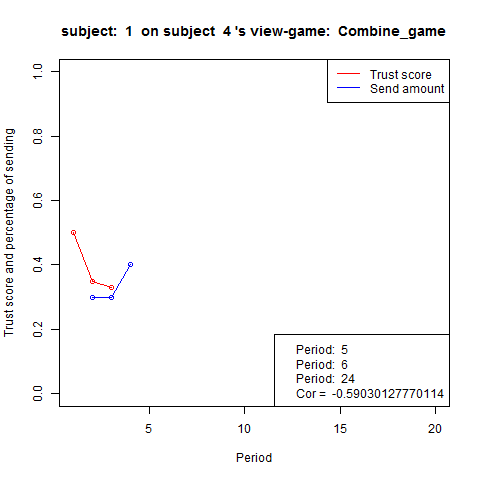 subject:  1  on subject  4 's view-game:  Combine_game
Trust score
Send amount
Trust score and percentage of sending
1.0
0.8
0.6
0.4
0.2
0.0
Period:  5
Period:  6
Period:  24
Cor =  -0.59030127770114
5 10 15 20
Period